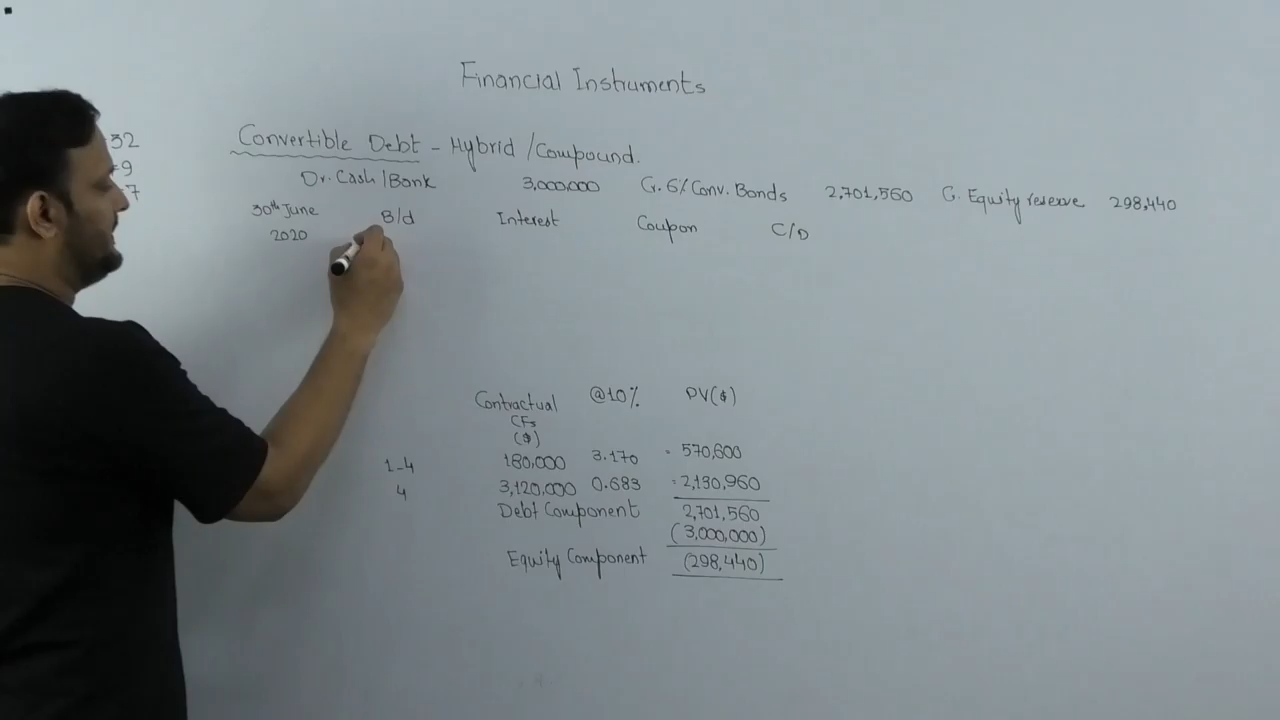 Financial Instruments
Convertible Debt - Hybrid / Compound.
Dr. Cash/Bank 3,000,000 Cr. 6% Conv. Bonds 2,701,560 Cr. Equity reserve 298,440
30th June 2020 B/d Interest Coupon C/D
32
9
7
Contractual CFs ($) @10% PV($)
1-4 180,000 3.170 = 570,600
4 3,120,000 0.683 = 2,130,960
Debt Component 2,701,560
(3,000,000)
Equity Component (298,440)